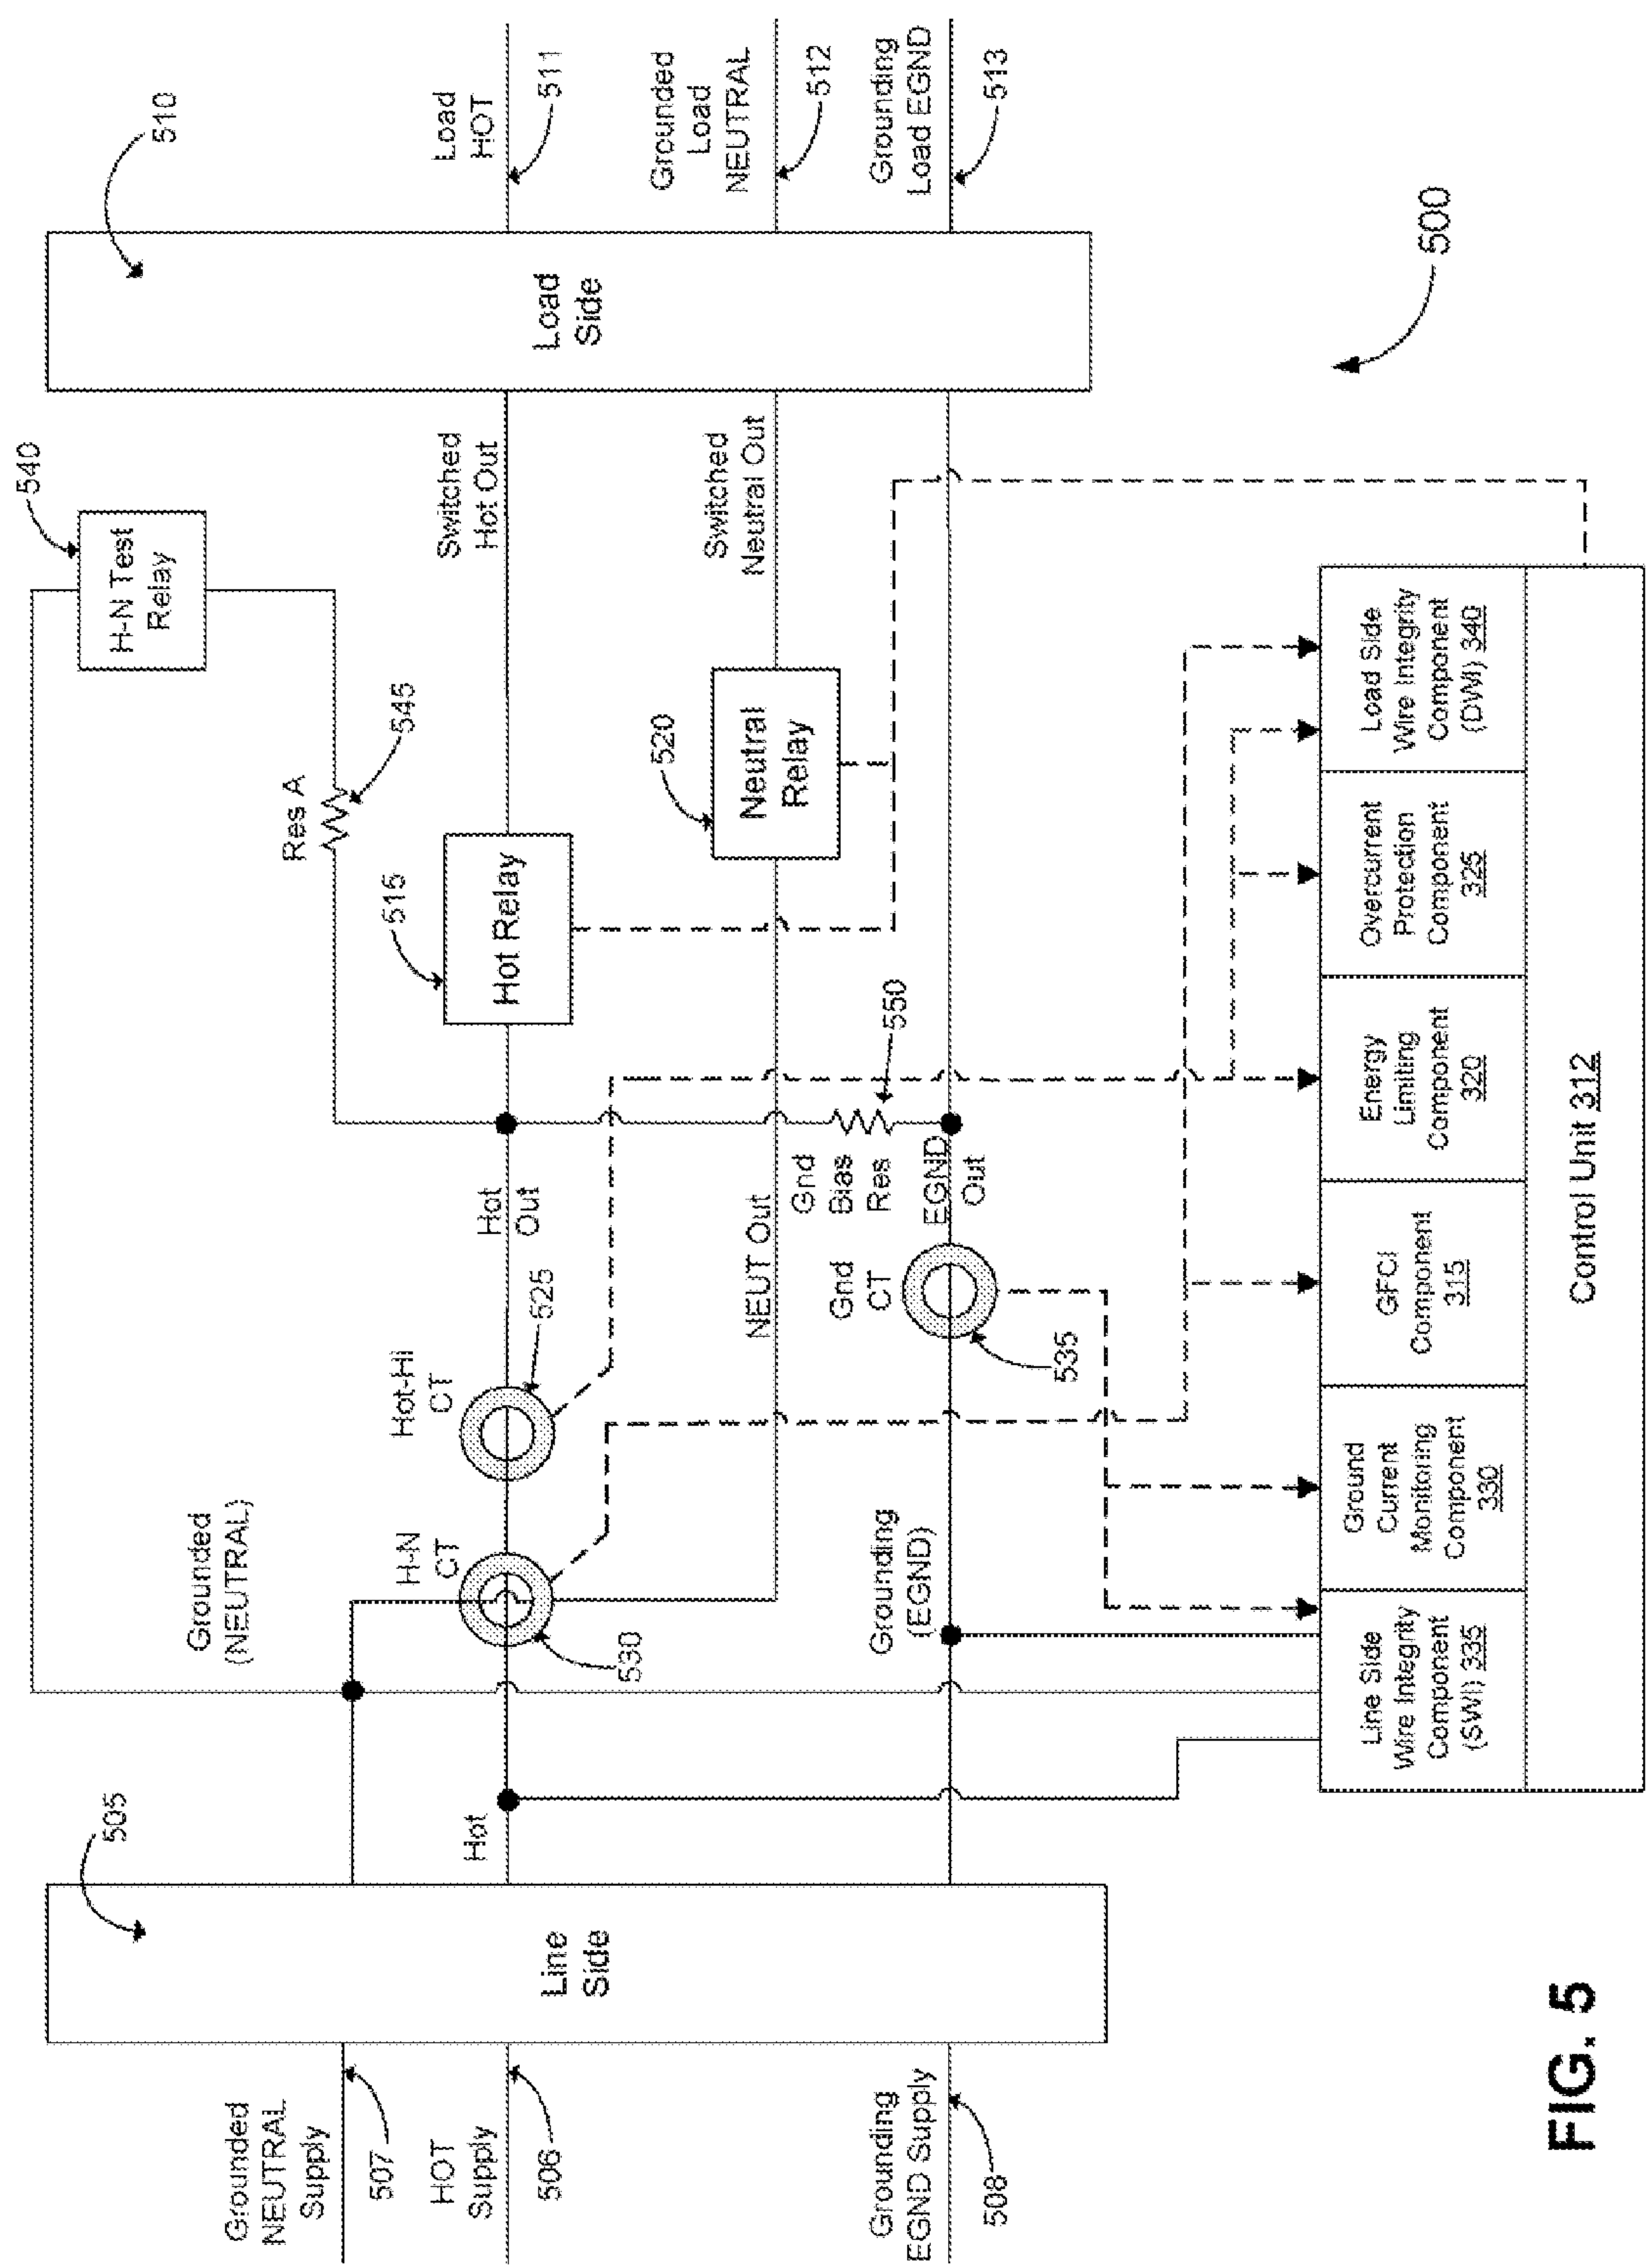 510
540
H-N Test
Relay
Res A
545
Load
HOT
511
Grounded
Load
NEUTRAL
512
Grounding
Load EGND
513
Load
Side
500
Switched
Hot Out
Switched
Neutral Out
515
Hot Relay
520
Neutral
Relay
550
Gnd
Bias
Res
EGND
Out
Hot
Out
NEUT Out
Gnd
CT
535
525
Hot-Hi
CT
H-N
CT
530
Grounded
(NEUTRAL)
Grounding
(EGND)
Hot
505
Line
Side
Grounded
NEUTRAL
Supply
507
HOT
Supply
506
Grounding
EGND Supply
508
Line Side
Wire Integrity
Component
(SWI) 335
Ground
Current
Monitoring
Component
330
GFCI
Component
315
Energy
Limiting
Component
320
Overcurrent
Protection
Component
325
Load Side
Wire Integrity
Component
(DWI) 340
Control Unit 312
FIG. 5